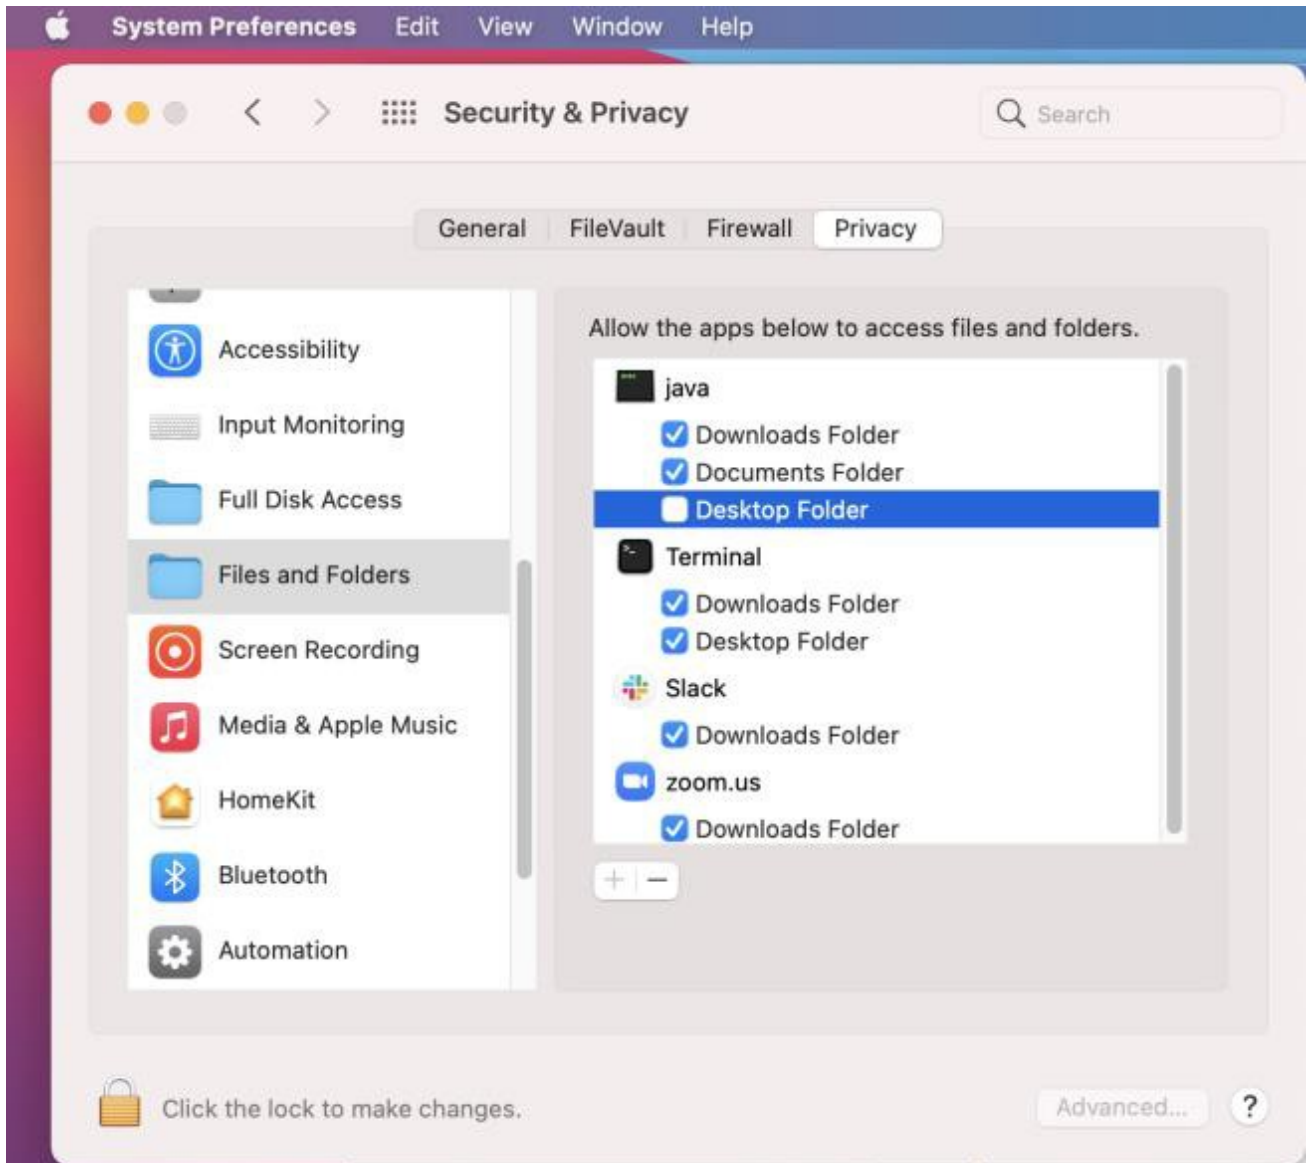 System Preferences Edit View Window Help
Security & Privacy Search
General FileVault Firewall Privacy
Accessibility
Input Monitoring
Full Disk Access
Files and Folders
Screen Recording
Media & Apple Music
HomeKit
Bluetooth
Automation
Allow the apps below to access files and folders.
java
Downloads Folder
Documents Folder
Desktop Folder
Terminal
Downloads Folder
Desktop Folder
Slack
Downloads Folder
zoom.us
Downloads Folder
Click the lock to make changes.
Advanced... ?